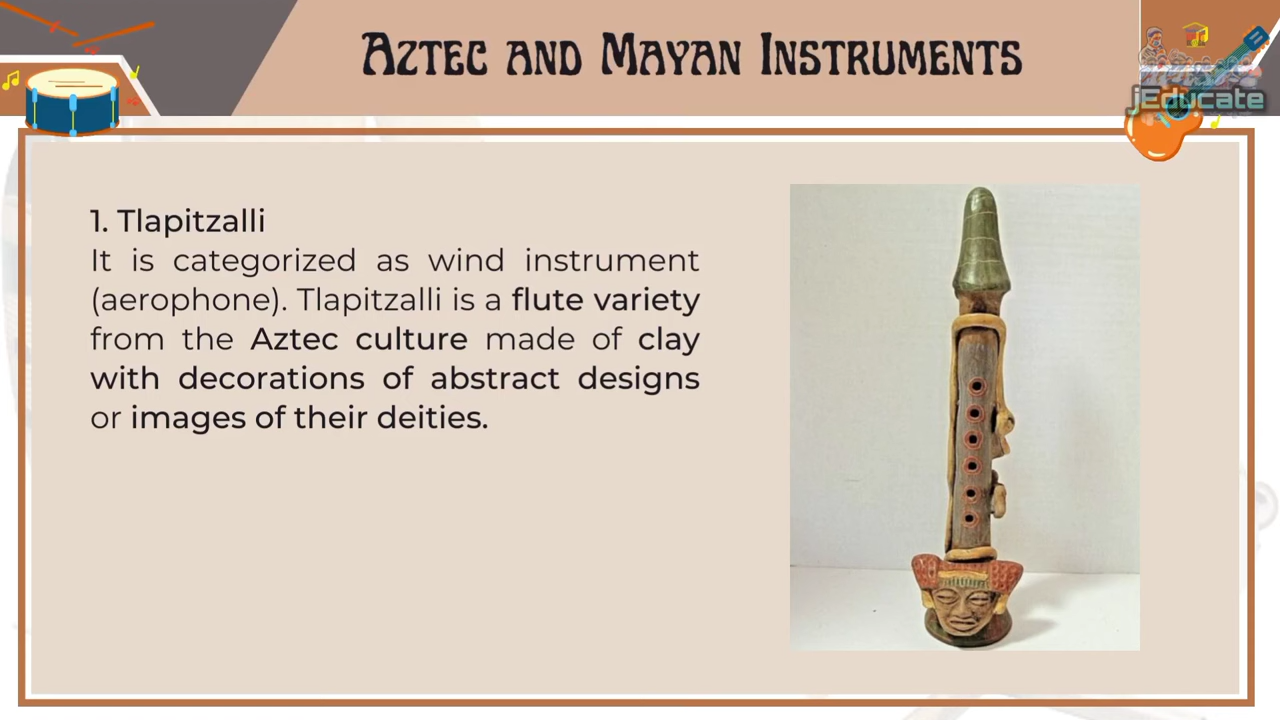 AZTEC AND MAYAN INSTRUMENTS
jEducate
1. Tlapitzalli
It is categorized as wind instrument
(aerophone). Tlapitzalli is a flute variety
from the Aztec culture made of clay
with decorations of abstract designs
or images of their deities.